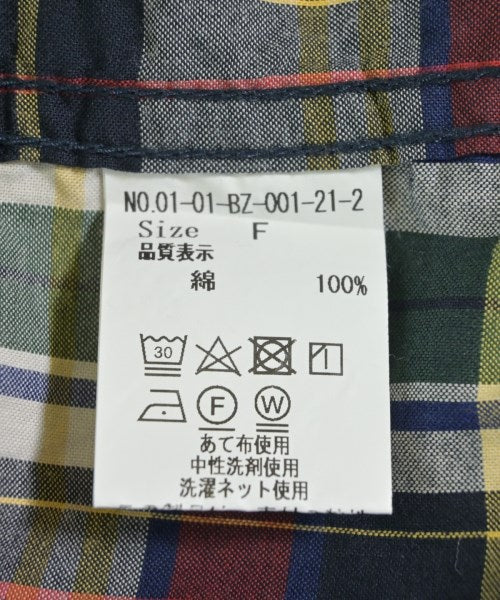 NO.01-01-BZ-001-21-2
Size F
品質表示
綿 100%
30
F W
あて布使用
中性洗剤使用
洗濯ネット使用